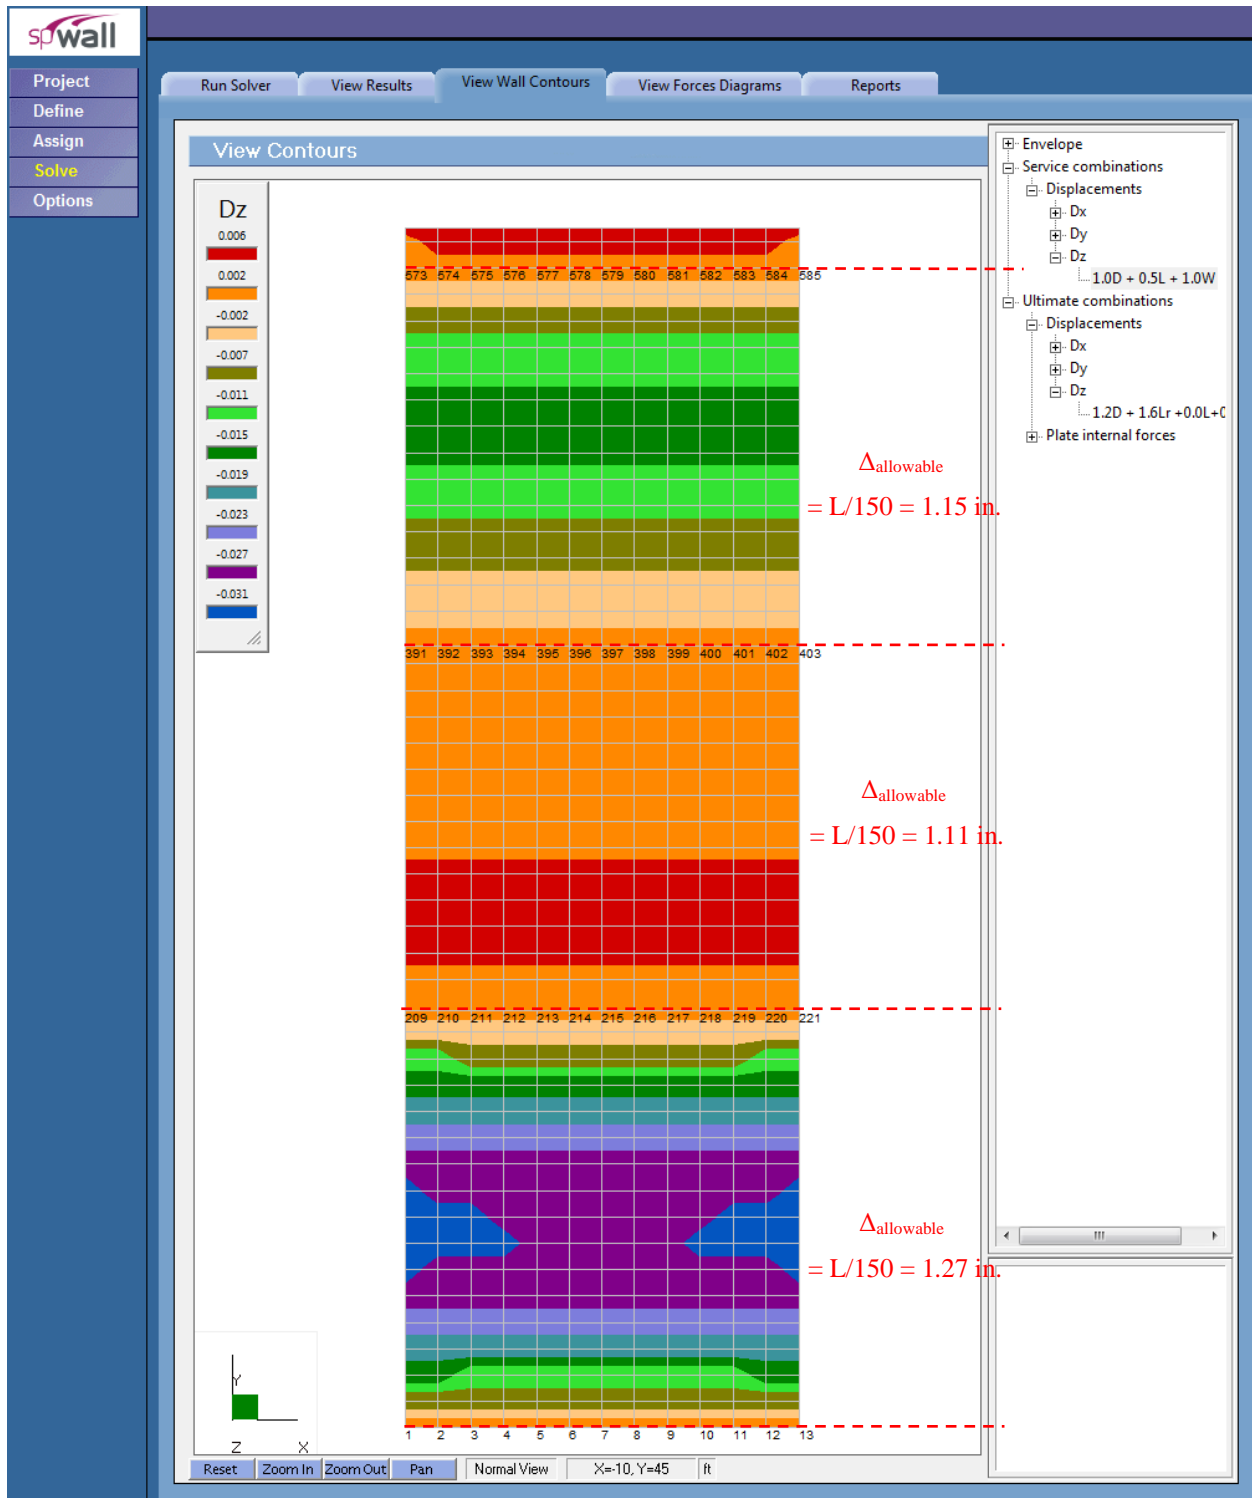 spwall
Project
Define
Assign
Solve
Options
Run Solver
View Results
View Wall Contours
View Forces Diagrams
Reports
View Contours
Dz
0.006
0.002
-0.002
-0.007
-0.011
-0.015
-0.019
-0.023
-0.027
-0.031
573 574 575 576 577 578 579 580 581 582 583 584 585
Δallowable
= L/150 = 1.15 in.
391 392 393 394 395 396 397 398 399 400 401 402 403
Δallowable
= L/150 = 1.11 in.
209 210 211 212 213 214 215 216 217 218 219 220 221
Δallowable
= L/150 = 1.27 in.
1 2 3 4 5 6 7 8 9 10 11 12 13
Y
Z X
Reset Zoom In Zoom Out Pan Normal View X=-10, Y=45 ft
Envelope
Service combinations
Displacements
Dx
Dy
Dz
1.0D + 0.5L + 1.0W
Ultimate combinations
Displacements
Dx
Dy
Dz
1.2D + 1.6Lr +0.0L+0
Plate internal forces